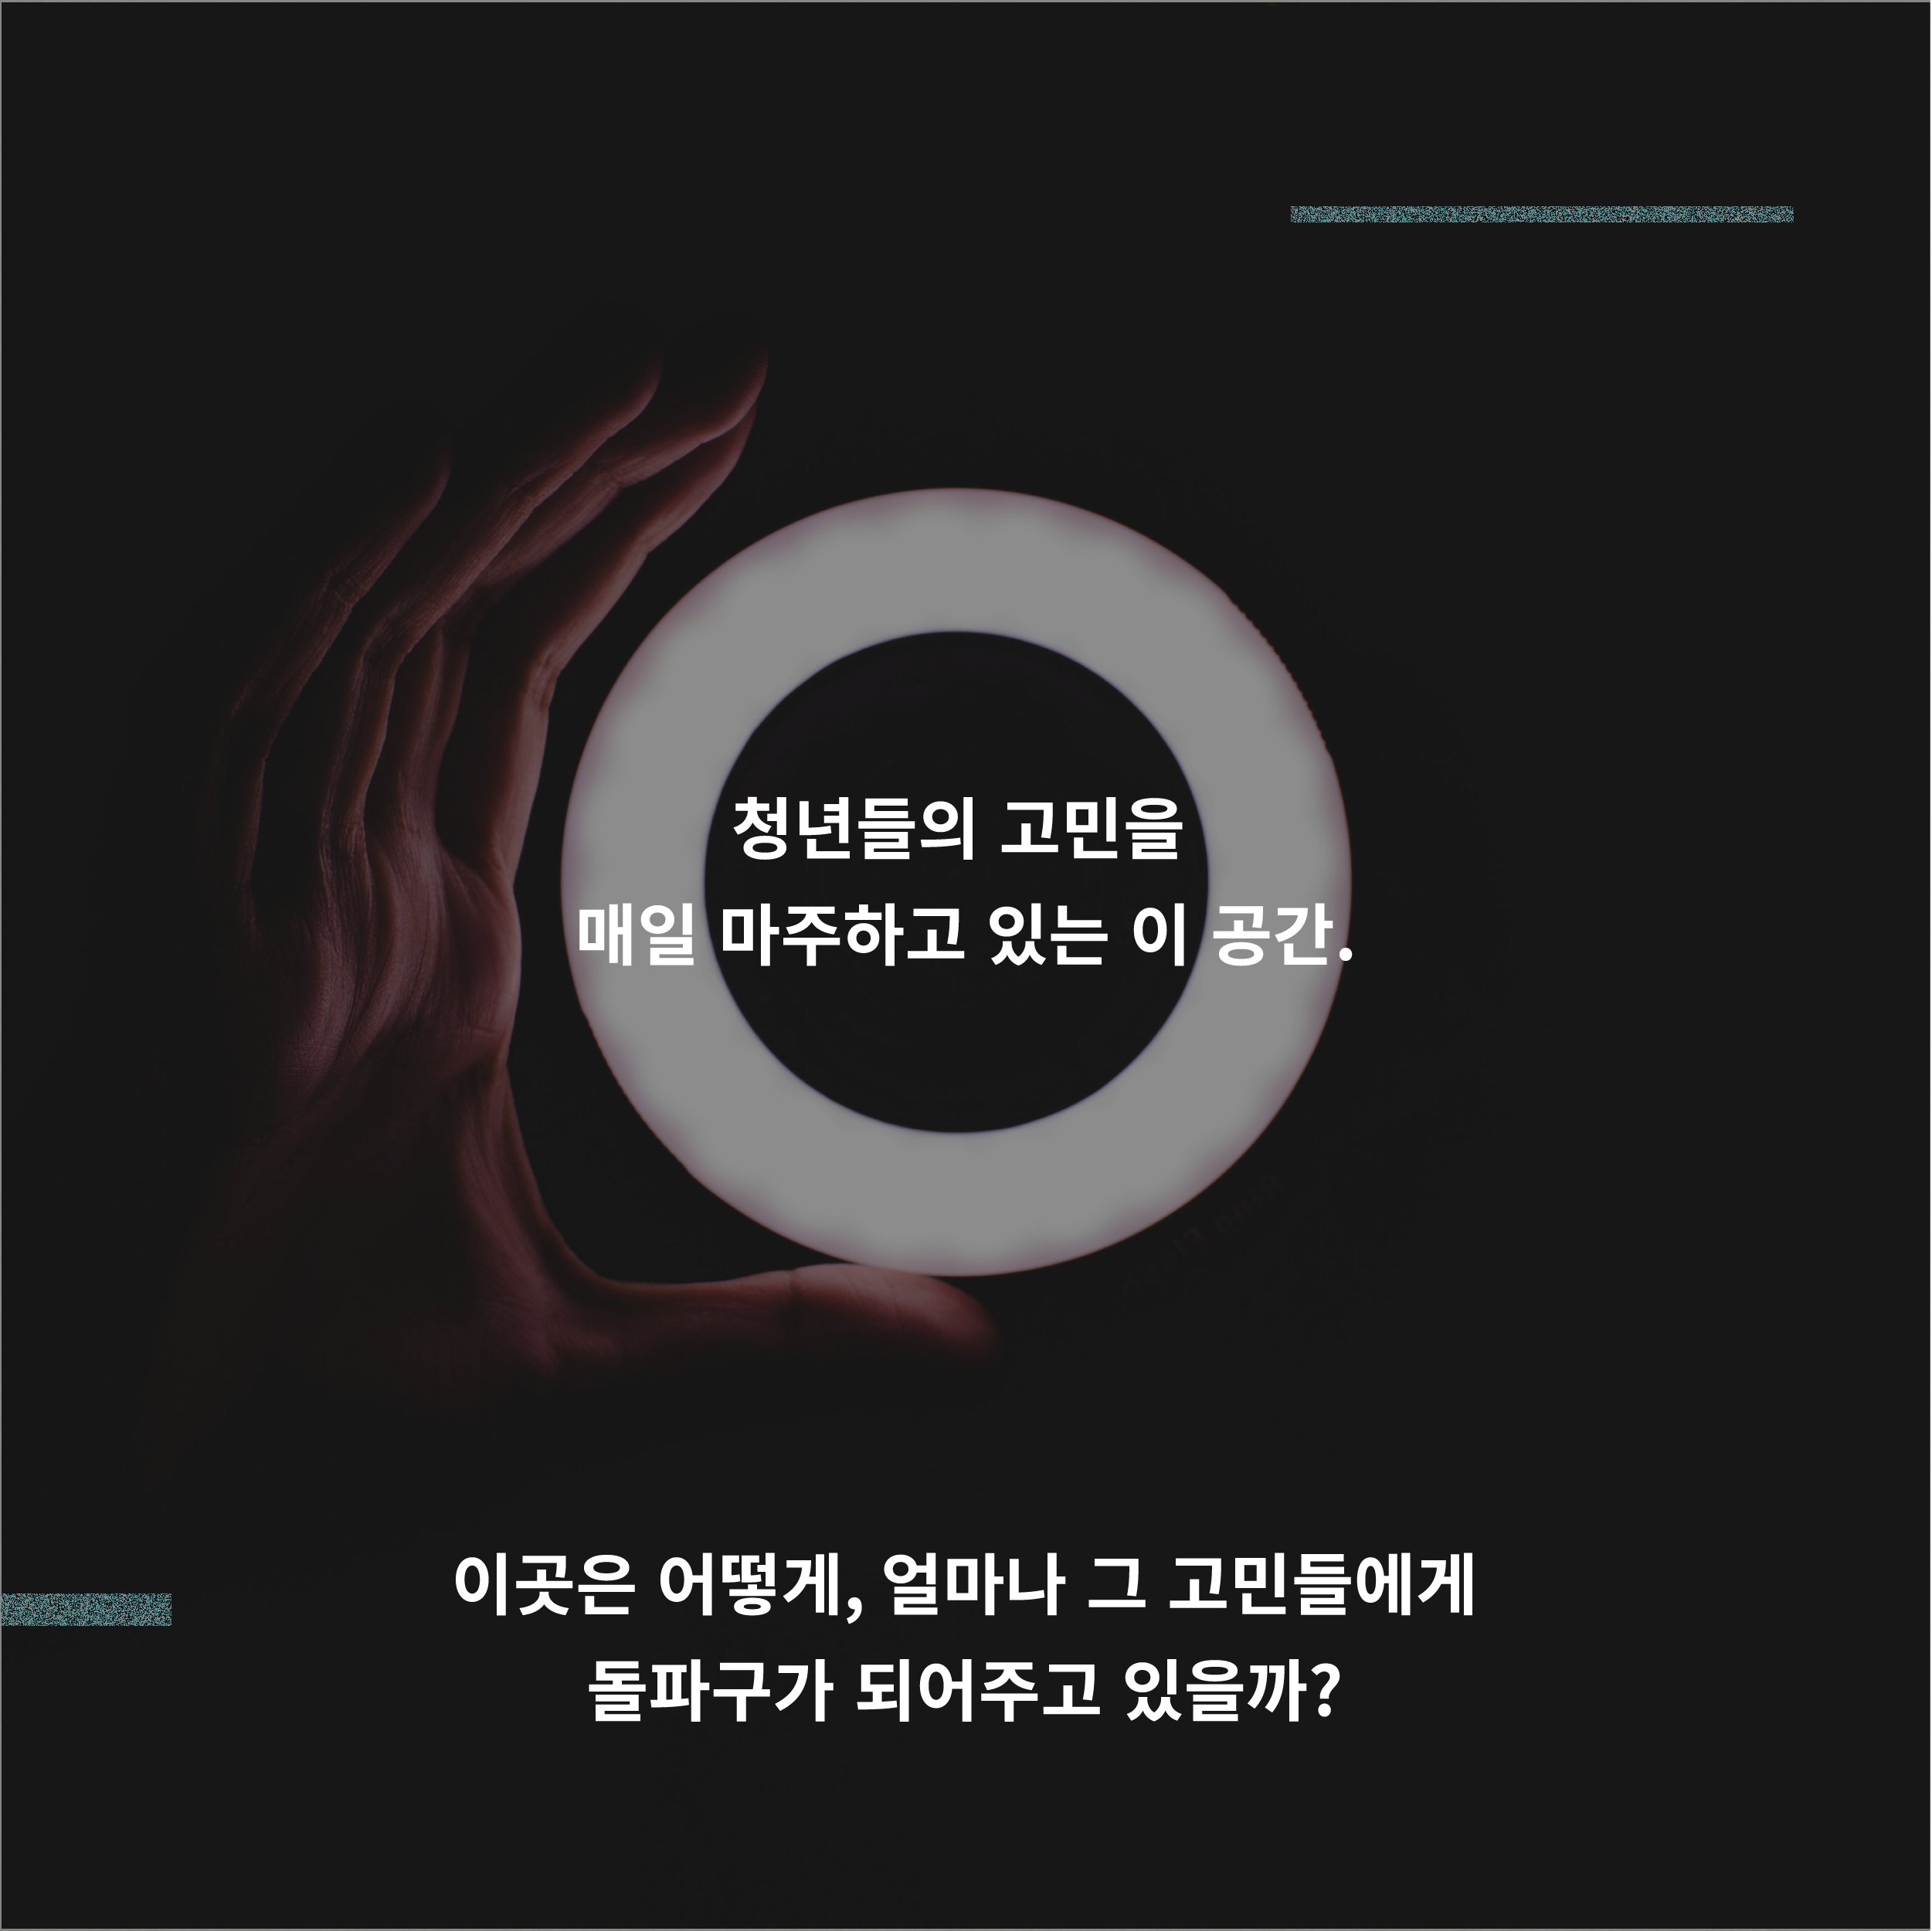 청년들의 고민을
매일 마주하고 있는 이 공간.
이곳은 어떻게, 얼마나 그 고민들에게
돌파구가 되어주고 있을까?